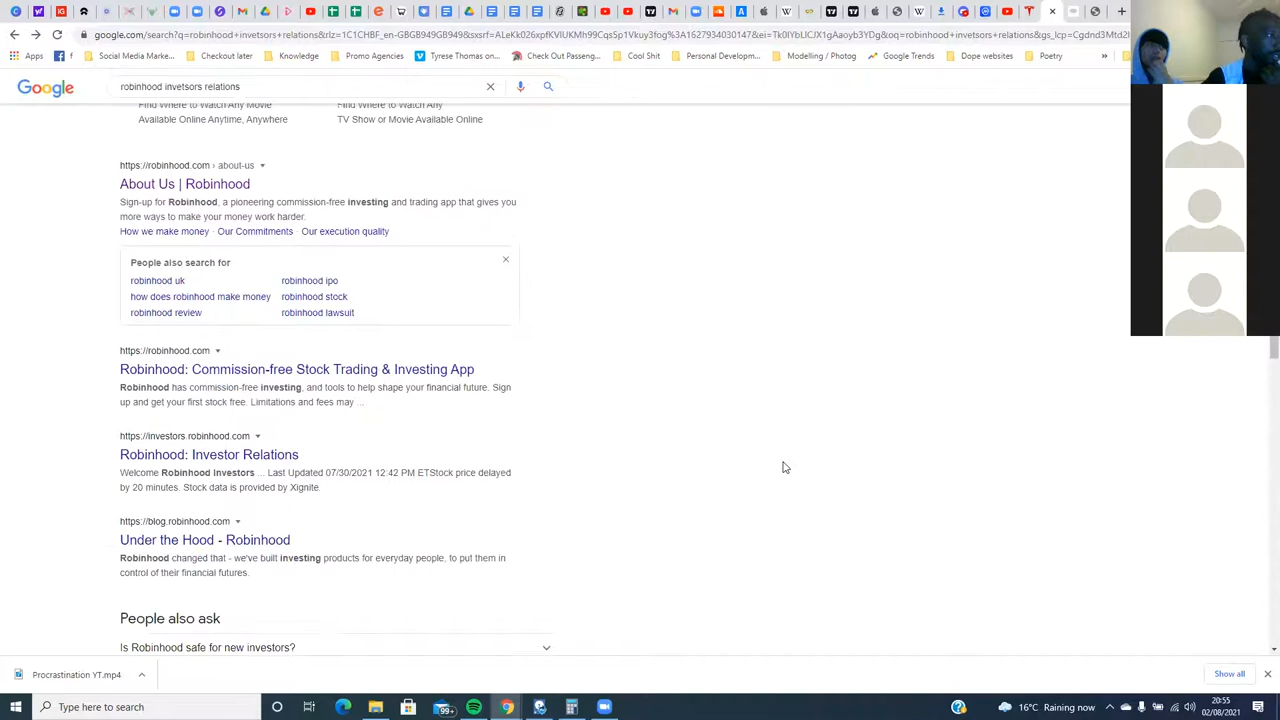 google.com/search?q=robinhood+invetsors+relations&rlz=1C1CHBF_en-GBGB949GB949&sxsrf=ALeKk026xpfKVlUKMh99CqsSp1Vkuy3fog%3A1627934030147&ei=Tk0IYbLICJX1gAaoyb3YDg&oq=robinhood+invetsors+relations&gs_lcp=Cgdnd3Mtd2l
Apps f Social Media Marke... Checkout later Knowledge Promo Agencies Tyrese Thomas on... Check Out Passeng... Cool Shit Personal Developm... Modelling / Photog Google Trends Dope websites Poetry »
Google robinhood invetsors relations
Find Where to Watch Any Movie Find Where to Watch Any
Available Online Anytime, Anywhere TV Show or Movie Available Online
https://robinhood.com › about-us
About Us | Robinhood
Sign-up for Robinhood, a pioneering commission-free investing and trading app that gives you
more ways to make your money work harder.
How we make money · Our Commitments · Our execution quality
People also search for
robinhood uk robinhood ipo
how does robinhood make money robinhood stock
robinhood review robinhood lawsuit
https://robinhood.com
Robinhood: Commission-free Stock Trading & Investing App
Robinhood has commission-free investing, and tools to help shape your financial future. Sign
up and get your first stock free. Limitations and fees may ...
https://investors.robinhood.com
Robinhood: Investor Relations
Welcome Robinhood Investors ... Last Updated 07/30/2021 12:42 PM ETStock price delayed
by 20 minutes. Stock data is provided by Xignite.
https://blog.robinhood.com
Under the Hood - Robinhood
Robinhood changed that - we've built investing products for everyday people, to put them in
control of their financial futures.
People also ask
Is Robinhood safe for new investors?
Procrastination YT.mp4 Show all
Type here to search 99+ 16°C Raining now 20:55
02/08/2021